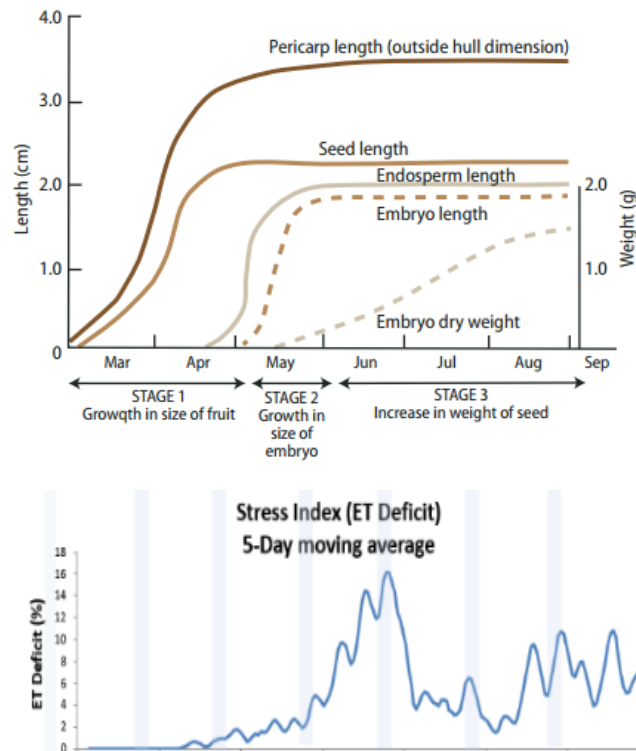 4.0
Pericarp length (outside hull dimension)
3.0
Seed length
Length (cm)
2.0
Endosperm length
2.0
Embryo length
Weight (g)
1.0
1.0
Embryo dry weight
0
Mar Apr May Jun Jul Aug Sep
STAGE 1
Growqth in size of fruit
STAGE 2
Growth in
size of
embryo
STAGE 3
Increase in weight of seed
Stress Index (ET Deficit)
5-Day moving average
ET Deficit (%)
18
16
14
12
10
8
6
4
2
0